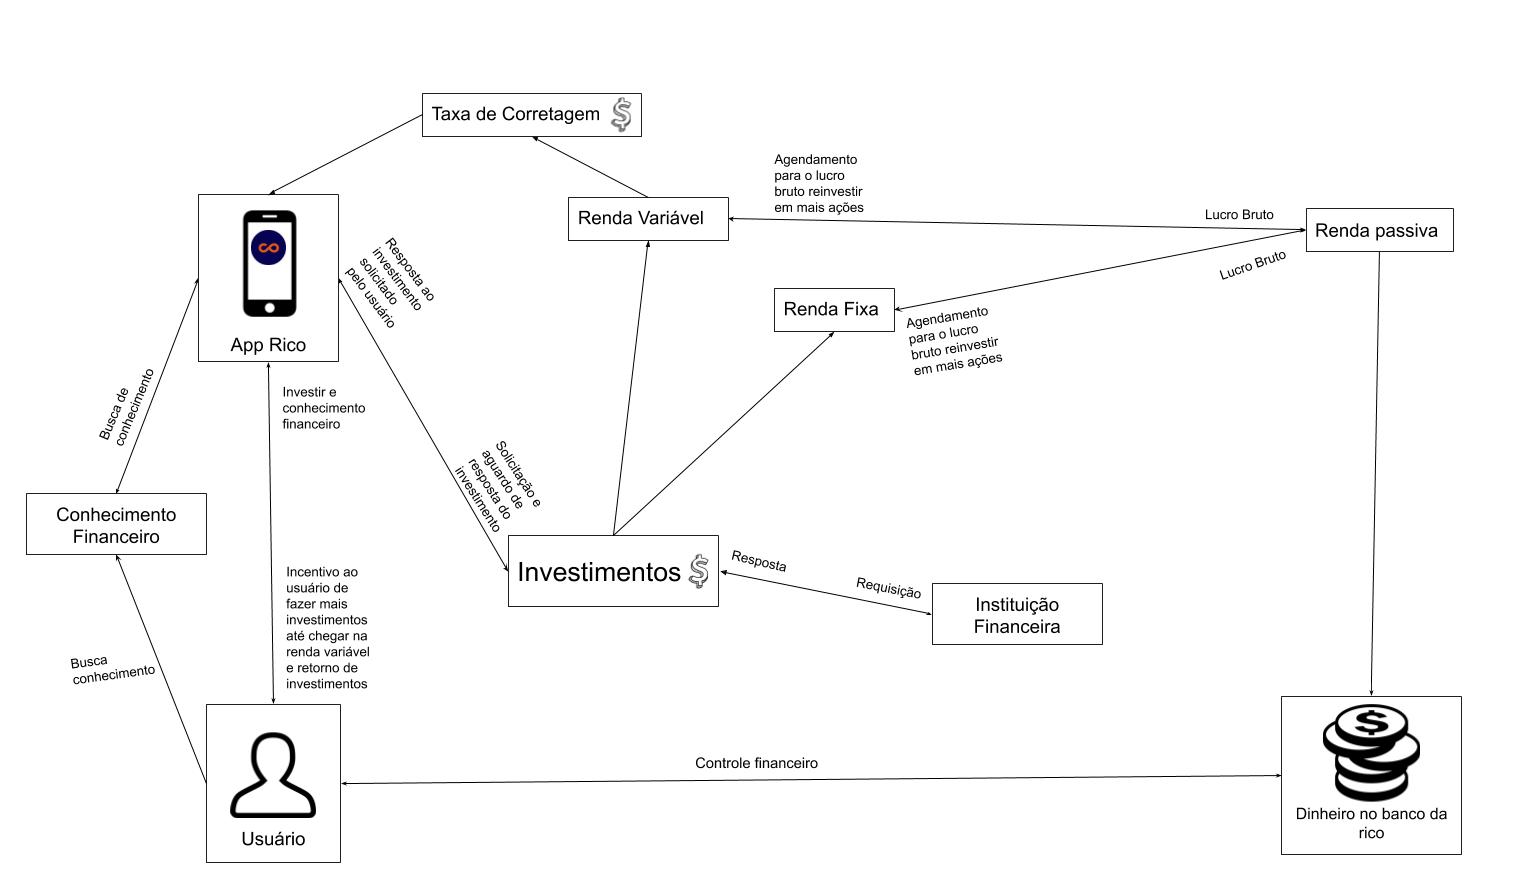 Taxa de Corretagem
Agendamento
para o lucro
bruto reinvestir
em mais ações
Renda Variável
Lucro Bruto
Renda passiva
Lucro Bruto
Resposta ao
investimento
solicitado
pelo usuário
Renda Fixa
Agendamento
para o lucro
bruto reinvestir
em mais ações
App Rico
Busca de
conhecimento
Investir e
conhecimento
financeiro
Solicitação e
aguardo de
resposta do
investimento
Conhecimento
Financeiro
Investimentos
Resposta
Requisição
Instituição
Financeira
Incentivo ao
usuário de
fazer mais
investimentos
até chegar na
renda variável
e retorno de
investimentos
Busca
conhecimento
Controle financeiro
Usuário
Dinheiro no banco da
rico